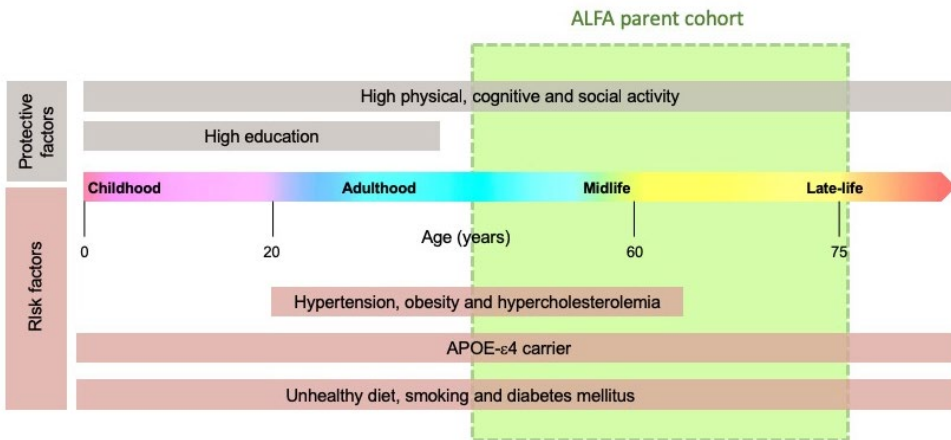 ALFA parent cohort
Protective
factors
High physical, cognitive and social activity
High education
Childhood
Adulthood
Midlife
Late-life
Age (years)
0
20
60
75
RIsk factors
Hypertension, obesity and hypercholesterolemia
APOE-ε4 carrier
Unhealthy diet, smoking and diabetes mellitus